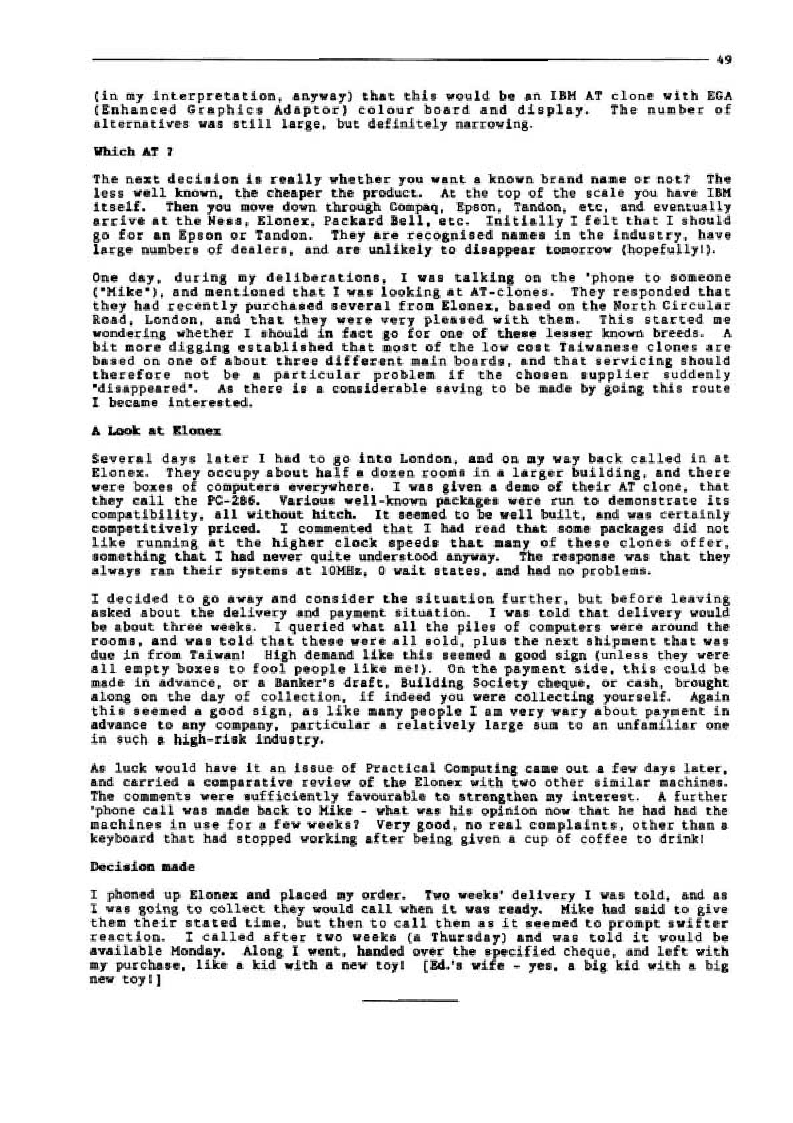 49
(in my interpretation, anyway) that this would be an IBM AT clone with EGA
(Enhanced Graphics Adaptor) colour board and display. The number of
alternatives was still large, but definitely narrowing.
Which AT ?
The next decision is really whether you want a known brand name or not? The
less well known, the cheaper the product. At the top of the scale you have IBM
itself. Then you move down through Compaq, Epson, Tandon, etc, and eventually
arrive at the Ness, Elonex, Packard Bell, etc. Initially I felt that I should
go for an Epson or Tandon. They are recognised names in the industry, have
large numbers of dealers, and are unlikely to disappear tomorrow (hopefully!).
One day, during my deliberations, I was talking on the 'phone to someone
("Mike"), and mentioned that I was looking at AT-clones. They responded that
they had recently purchased several from Elonex, based on the North Circular
Road, London, and that they were very pleased with them. This started me
wondering whether I should in fact go for one of these lesser known breeds. A
bit more digging established that most of the low cost Taiwanese clones are
based on one of about three different main boards, and that servicing should
therefore not be a particular problem if the chosen supplier suddenly
"disappeared". As there is a considerable saving to be made by going this route
I became interested.
A Look at Elonex
Several days later I had to go into London, and on my way back called in at
Elonex. They occupy about half a dozen rooms in a larger building, and there
were boxes of computers everywhere. I was given a demo of their AT clone, that
they call the PC-286. Various well-known packages were run to demonstrate its
compatibility, all without hitch. It seemed to be well built, and was certainly
competitively priced. I commented that I had read that some packages did not
like running at the higher clock speeds that many of these clones offer,
something that I had never quite understood anyway. The response was that they
always ran their systems at 10MHz, 0 wait states, and had no problems.
I decided to go away and consider the situation further, but before leaving
asked about the delivery and payment situation. I was told that delivery would
be about three weeks. I queried what all the piles of computers were around the
rooms, and was told that these were all sold, plus the next shipment that was
due in from Taiwan! High demand like this seemed a good sign (unless they were
all empty boxes to fool people like me!). On the payment side, this could be
made in advance, or a Banker's draft, Building Society cheque, or cash, brought
along on the day of collection, if indeed you were collecting yourself. Again
this seemed a good sign, as like many people I am very wary about payment in
advance to any company, particular a relatively large sum to an unfamiliar one
in such a high-risk industry.
As luck would have it an issue of Practical Computing came out a few days later,
and carried a comparative review of the Elonex with two other similar machines.
The comments were sufficiently favourable to strengthen my interest. A further
'phone call was made back to Mike - what was his opinion now that he had had the
machines in use for a few weeks? Very good, no real complaints, other than a
keyboard that had stopped working after being given a cup of coffee to drink!
Decision made
I phoned up Elonex and placed my order. Two weeks' delivery I was told, and as
I was going to collect they would call when it was ready. Mike had said to give
them their stated time, but then to call them as it seemed to prompt swifter
reaction. I called after two weeks (a Thursday) and was told it would be
available Monday. Along I went, handed over the specified cheque, and left with
my purchase, like a kid with a new toy! [Ed.'s wife - yes, a big kid with a big
new toy!]